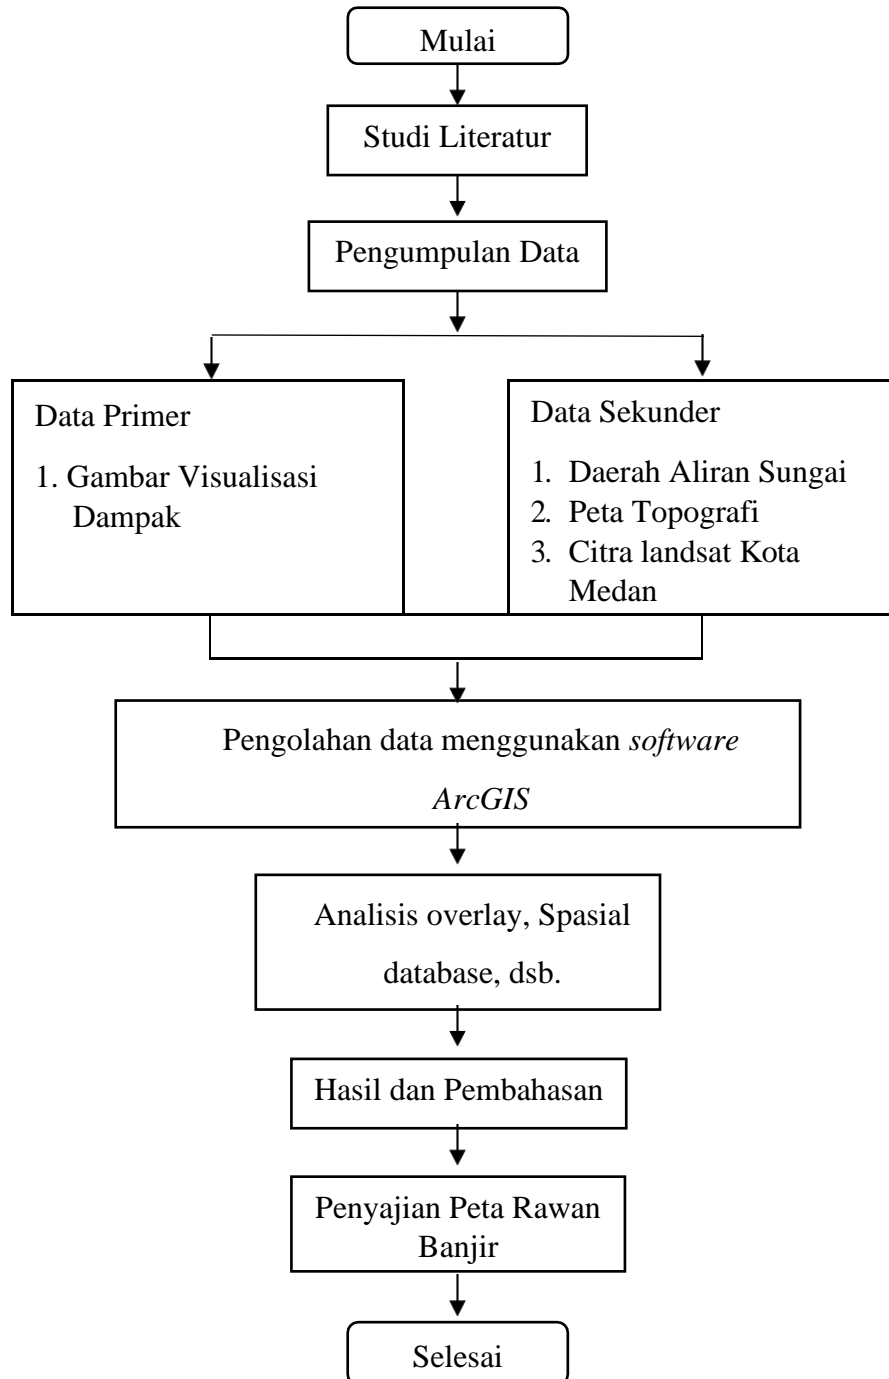 Mulai
Studi Literatur
Pengumpulan Data
Data Primer
1. Gambar Visualisasi
Dampak
Data Sekunder
1. Daerah Aliran Sungai
2. Peta Topografi
3. Citra landsat Kota
Medan
Pengolahan data menggunakan software
ArcGIS
Analisis overlay, Spasial
database, dsb.
Hasil dan Pembahasan
Penyajian Peta Rawan
Banjir
Selesai